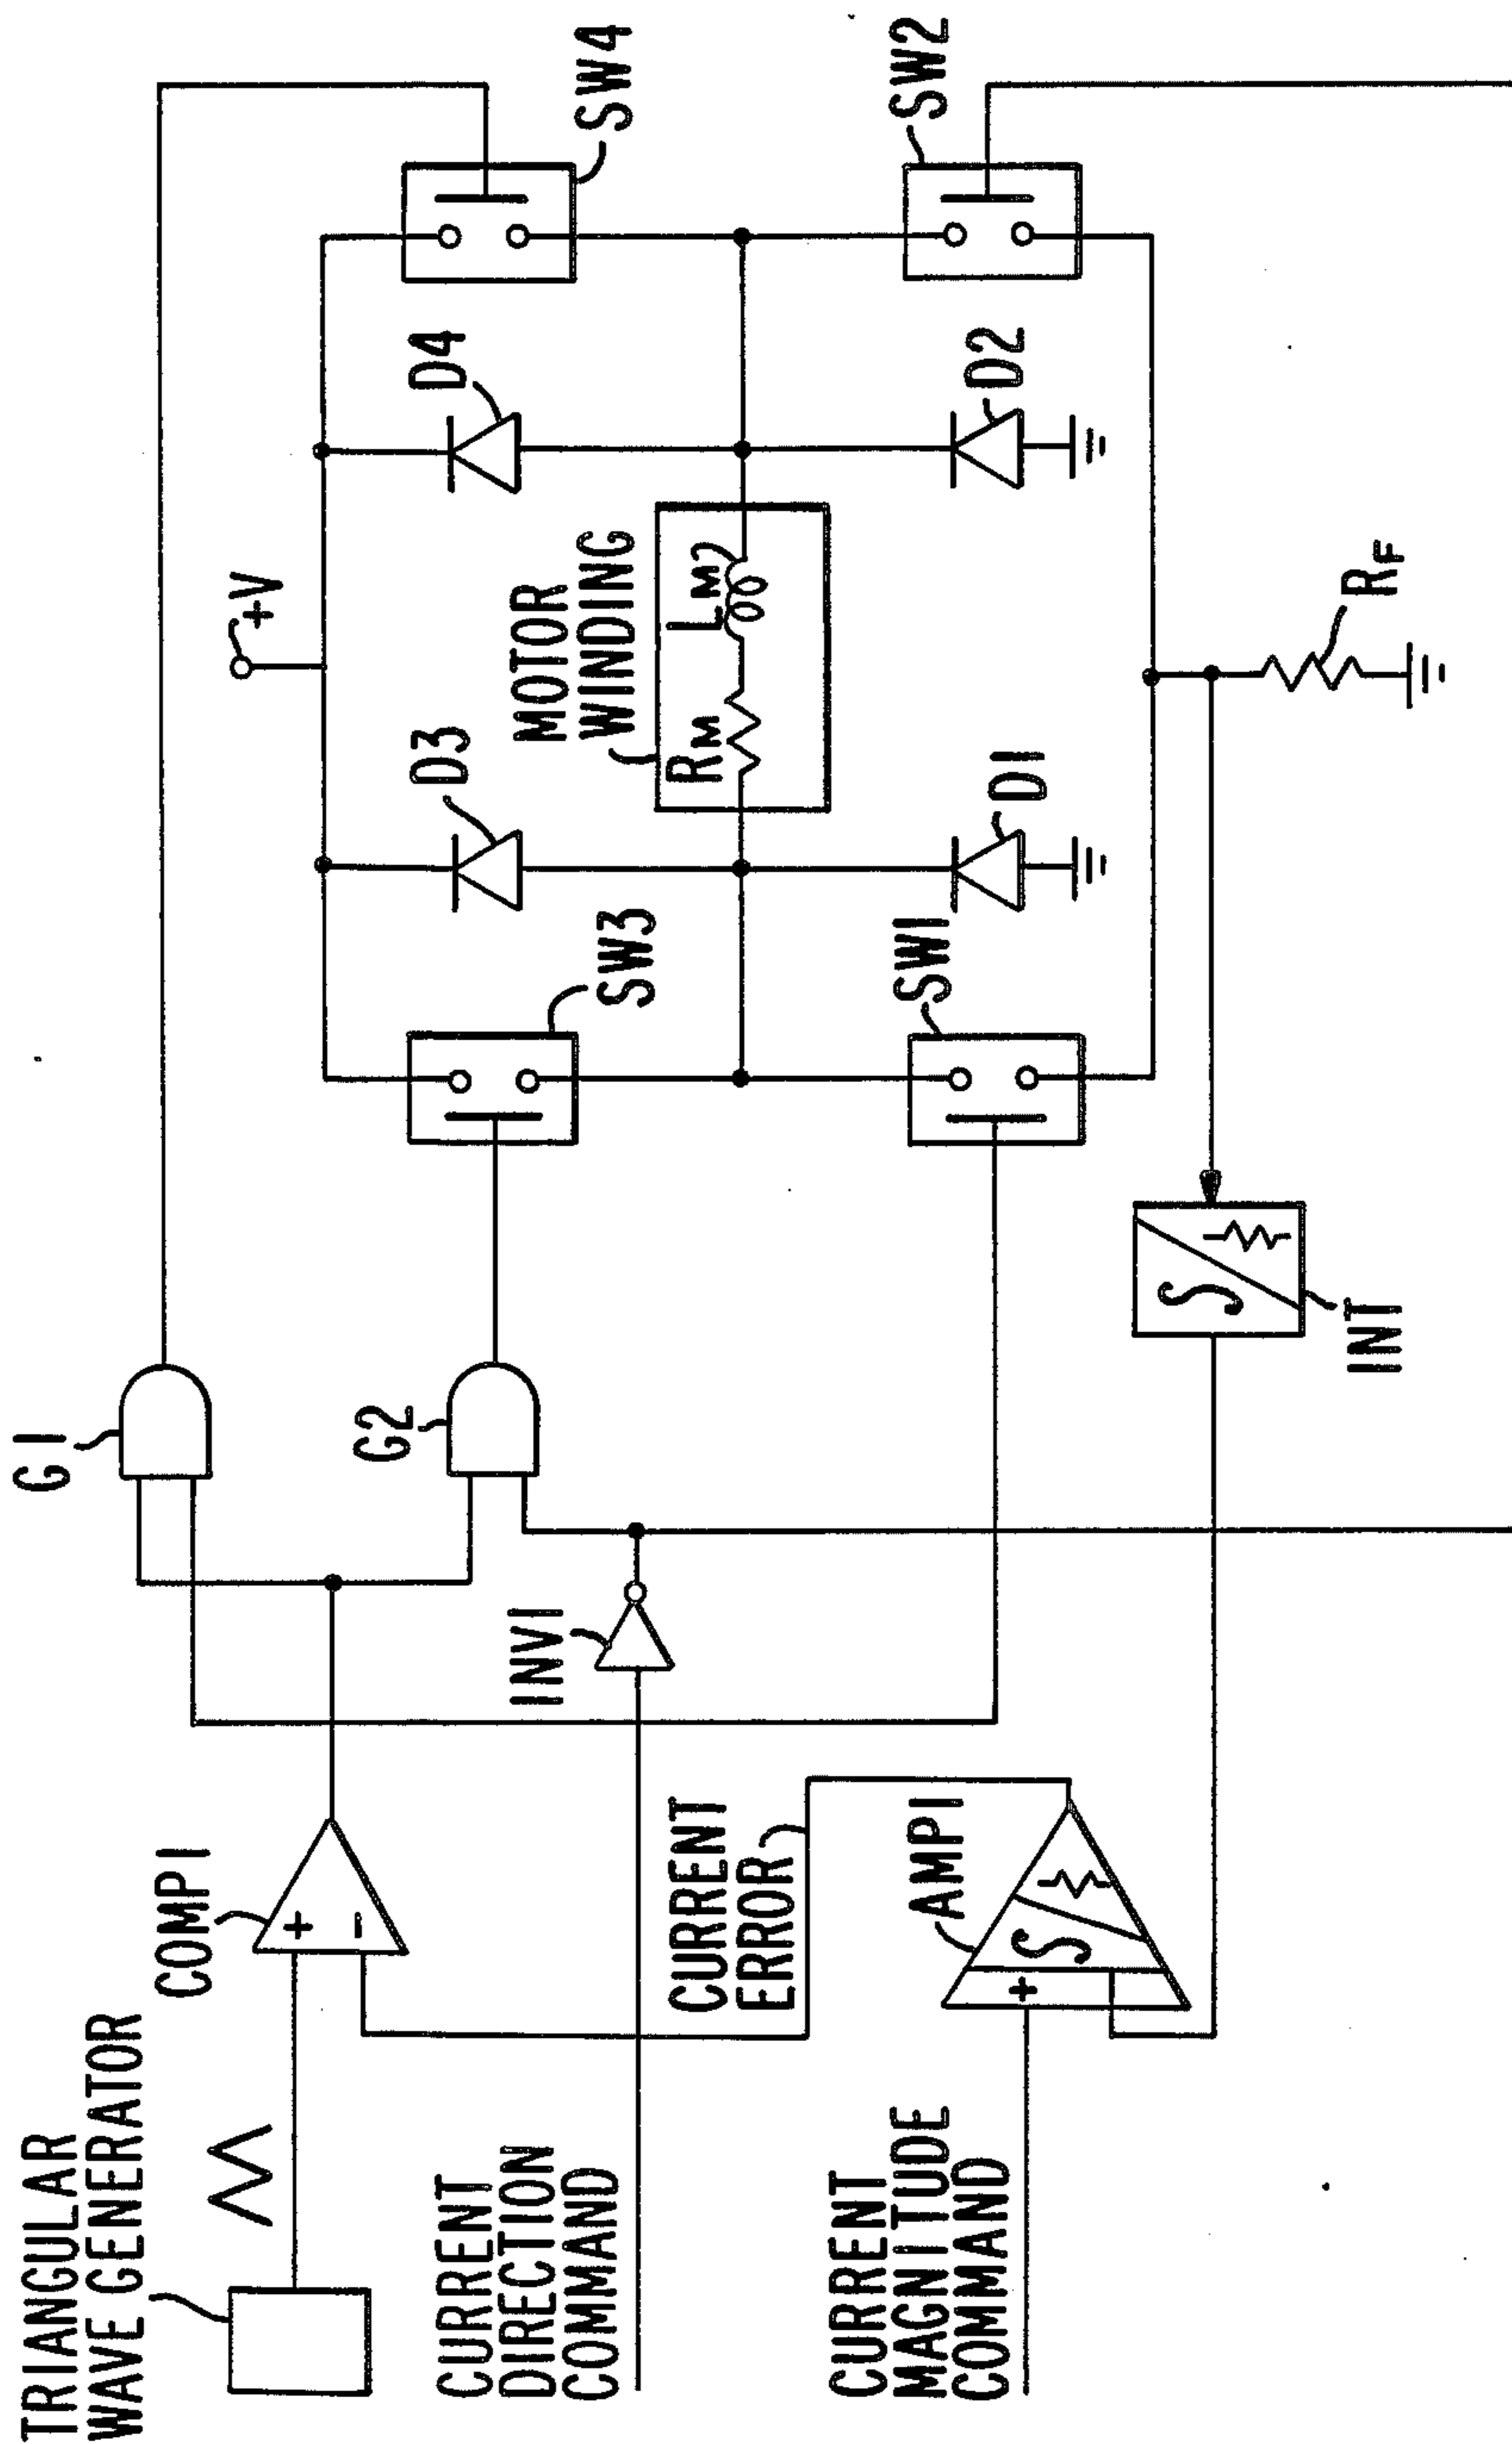 TRIANGULAR
WAVE GENERATOR
COMP1
+
−
G1
G2
INV1
CURRENT
DIRECTION
COMMAND
CURRENT
ERROR
CURRENT
MAGNITUDE
COMMAND
AMP1
+
∫
INT
∫
+V
SW3
D3
D4
SW4
MOTOR
WINDING
RM
LM
SW1
D1
D2
SW2
RF